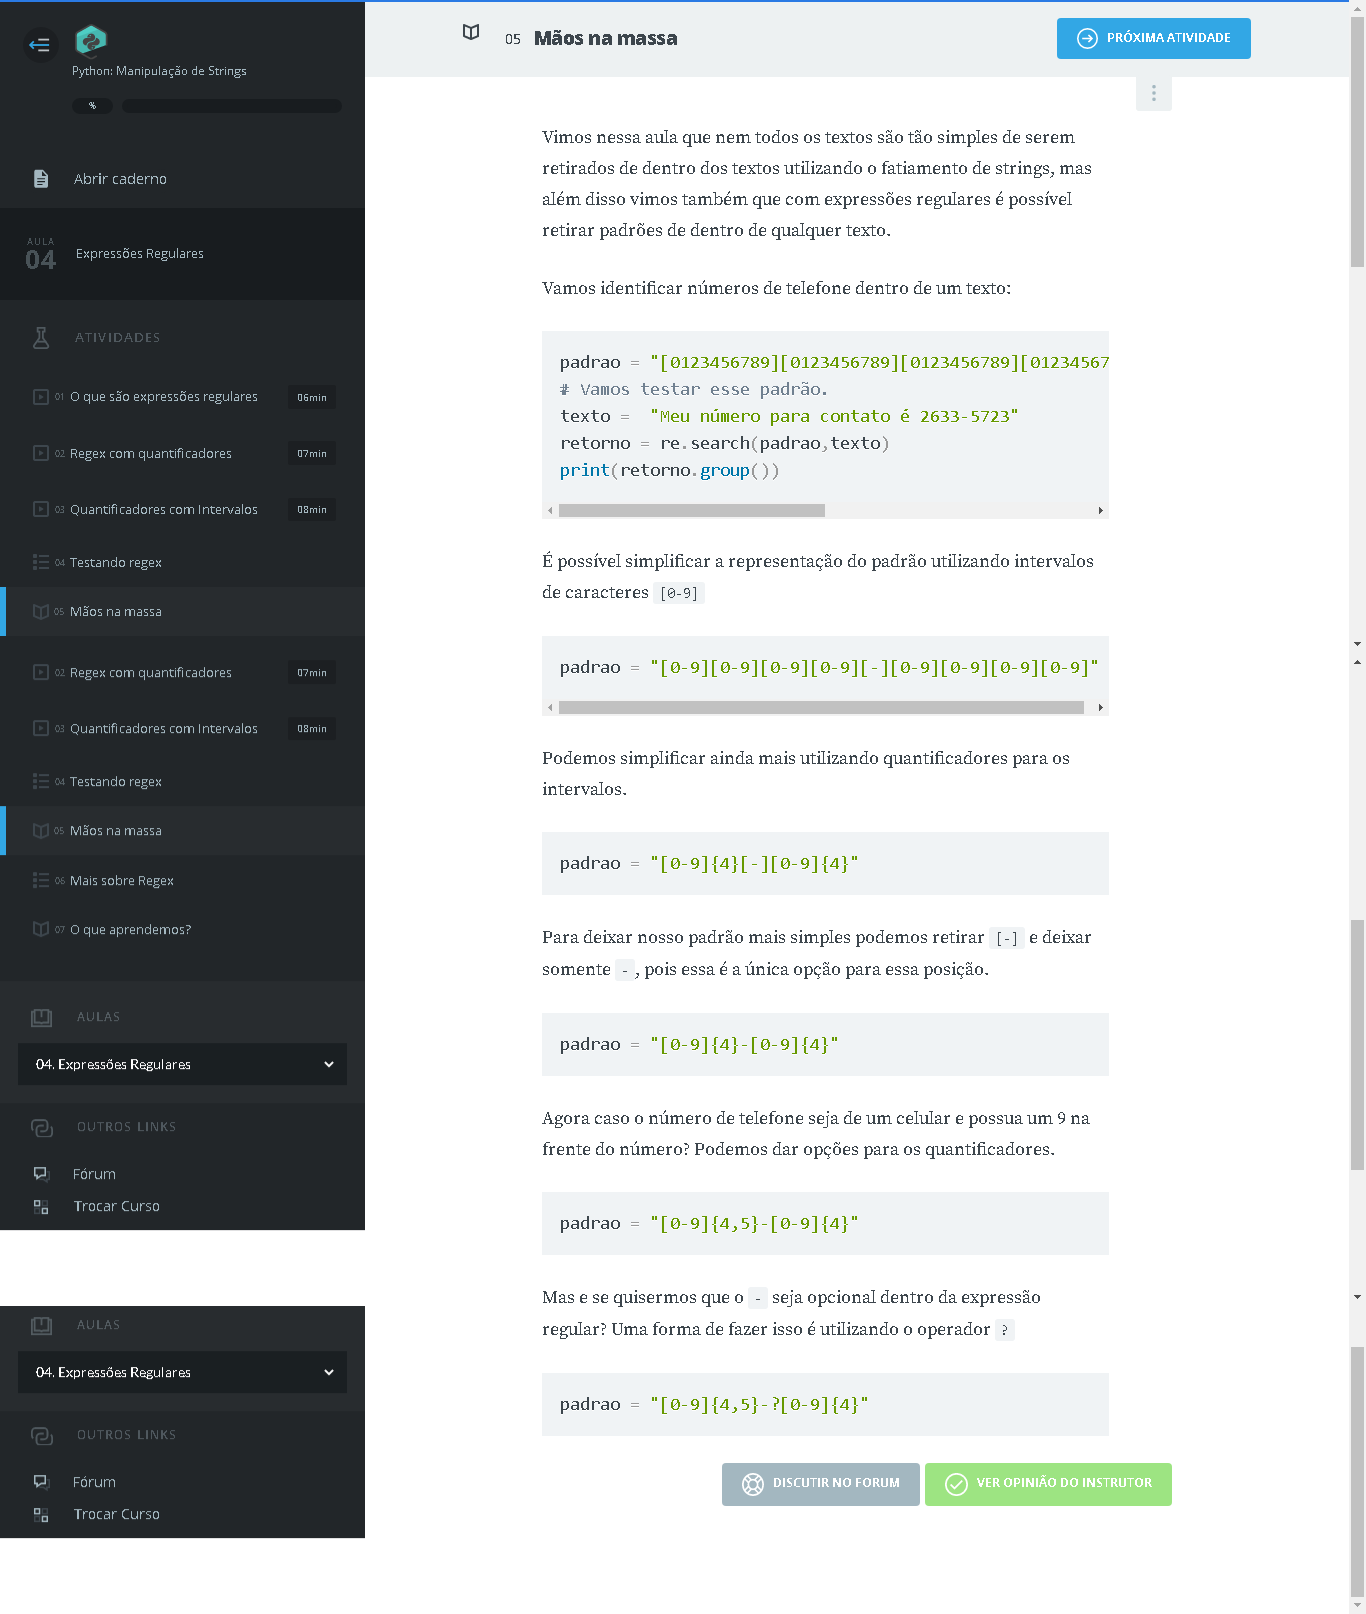 Python: Manipulação de Strings
%
Abrir caderno
AULA
04
Expressões Regulares
ATIVIDADES
01 O que são expressões regulares 06min
02 Regex com quantificadores 07min
03 Quantificadores com Intervalos 08min
04 Testando regex
05 Mãos na massa
02 Regex com quantificadores 07min
03 Quantificadores com Intervalos 08min
04 Testando regex
05 Mãos na massa
06 Mais sobre Regex
07 O que aprendemos?
AULAS
04. Expressões Regulares
OUTROS LINKS
Fórum
Trocar Curso
AULAS
04. Expressões Regulares
OUTROS LINKS
Fórum
Trocar Curso
05 Mãos na massa
PRÓXIMA ATIVIDADE
Vimos nessa aula que nem todos os textos são tão simples de serem
retirados de dentro dos textos utilizando o fatiamento de strings, mas
além disso vimos também que com expressões regulares é possível
retirar padrões de dentro de qualquer texto.
Vamos identificar números de telefone dentro de um texto:
padrao = "[0123456789][0123456789][0123456789][01234567
# Vamos testar esse padrão.
texto =  "Meu número para contato é 2633-5723"
retorno = re.search(padrao,texto)
print(retorno.group())
É possível simplificar a representação do padrão utilizando intervalos
de caracteres [0-9]
padrao = "[0-9][0-9][0-9][0-9][-][0-9][0-9][0-9][0-9]"
Podemos simplificar ainda mais utilizando quantificadores para os
intervalos.
padrao = "[0-9]{4}[-][0-9]{4}"
Para deixar nosso padrão mais simples podemos retirar [-] e deixar
somente -, pois essa é a única opção para essa posição.
padrao = "[0-9]{4}-[0-9]{4}"
Agora caso o número de telefone seja de um celular e possua um 9 na
frente do número? Podemos dar opções para os quantificadores.
padrao = "[0-9]{4,5}-[0-9]{4}"
Mas e se quisermos que o - seja opcional dentro da expressão
regular? Uma forma de fazer isso é utilizando o operador ?
padrao = "[0-9]{4,5}-?[0-9]{4}"
DISCUTIR NO FORUM
VER OPINIÃO DO INSTRUTOR